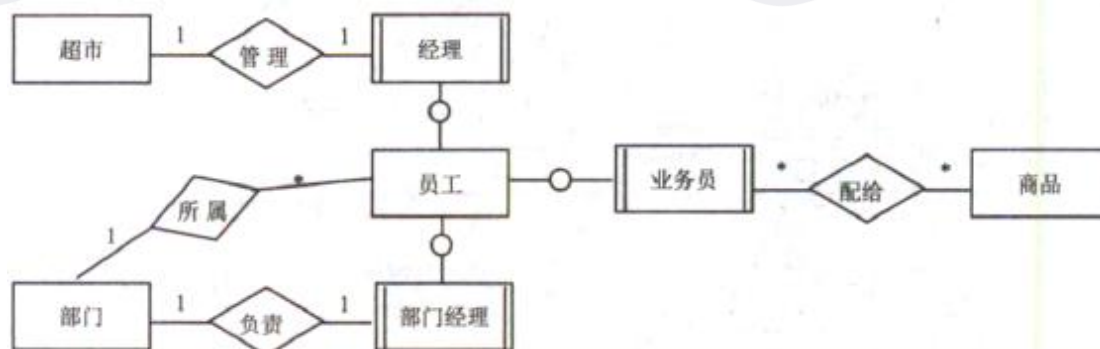 超市 1 管理 1 经理
员工 业务员 * 配给 * 商品
所属 *
1
部门 1 负责 1 部门经理